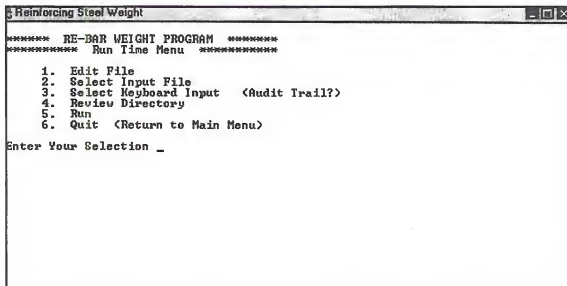 Reinforcing Steel Weight
****** RE-BAR WEIGHT PROGRAM *******
*********** Run Time Menu ************
1. Edit File
2. Select Input File
3. Select Keyboard Input (Audit Trail?)
4. Review Directory
5. Run
6. Quit (Return to Main Menu)
Enter Your Selection _